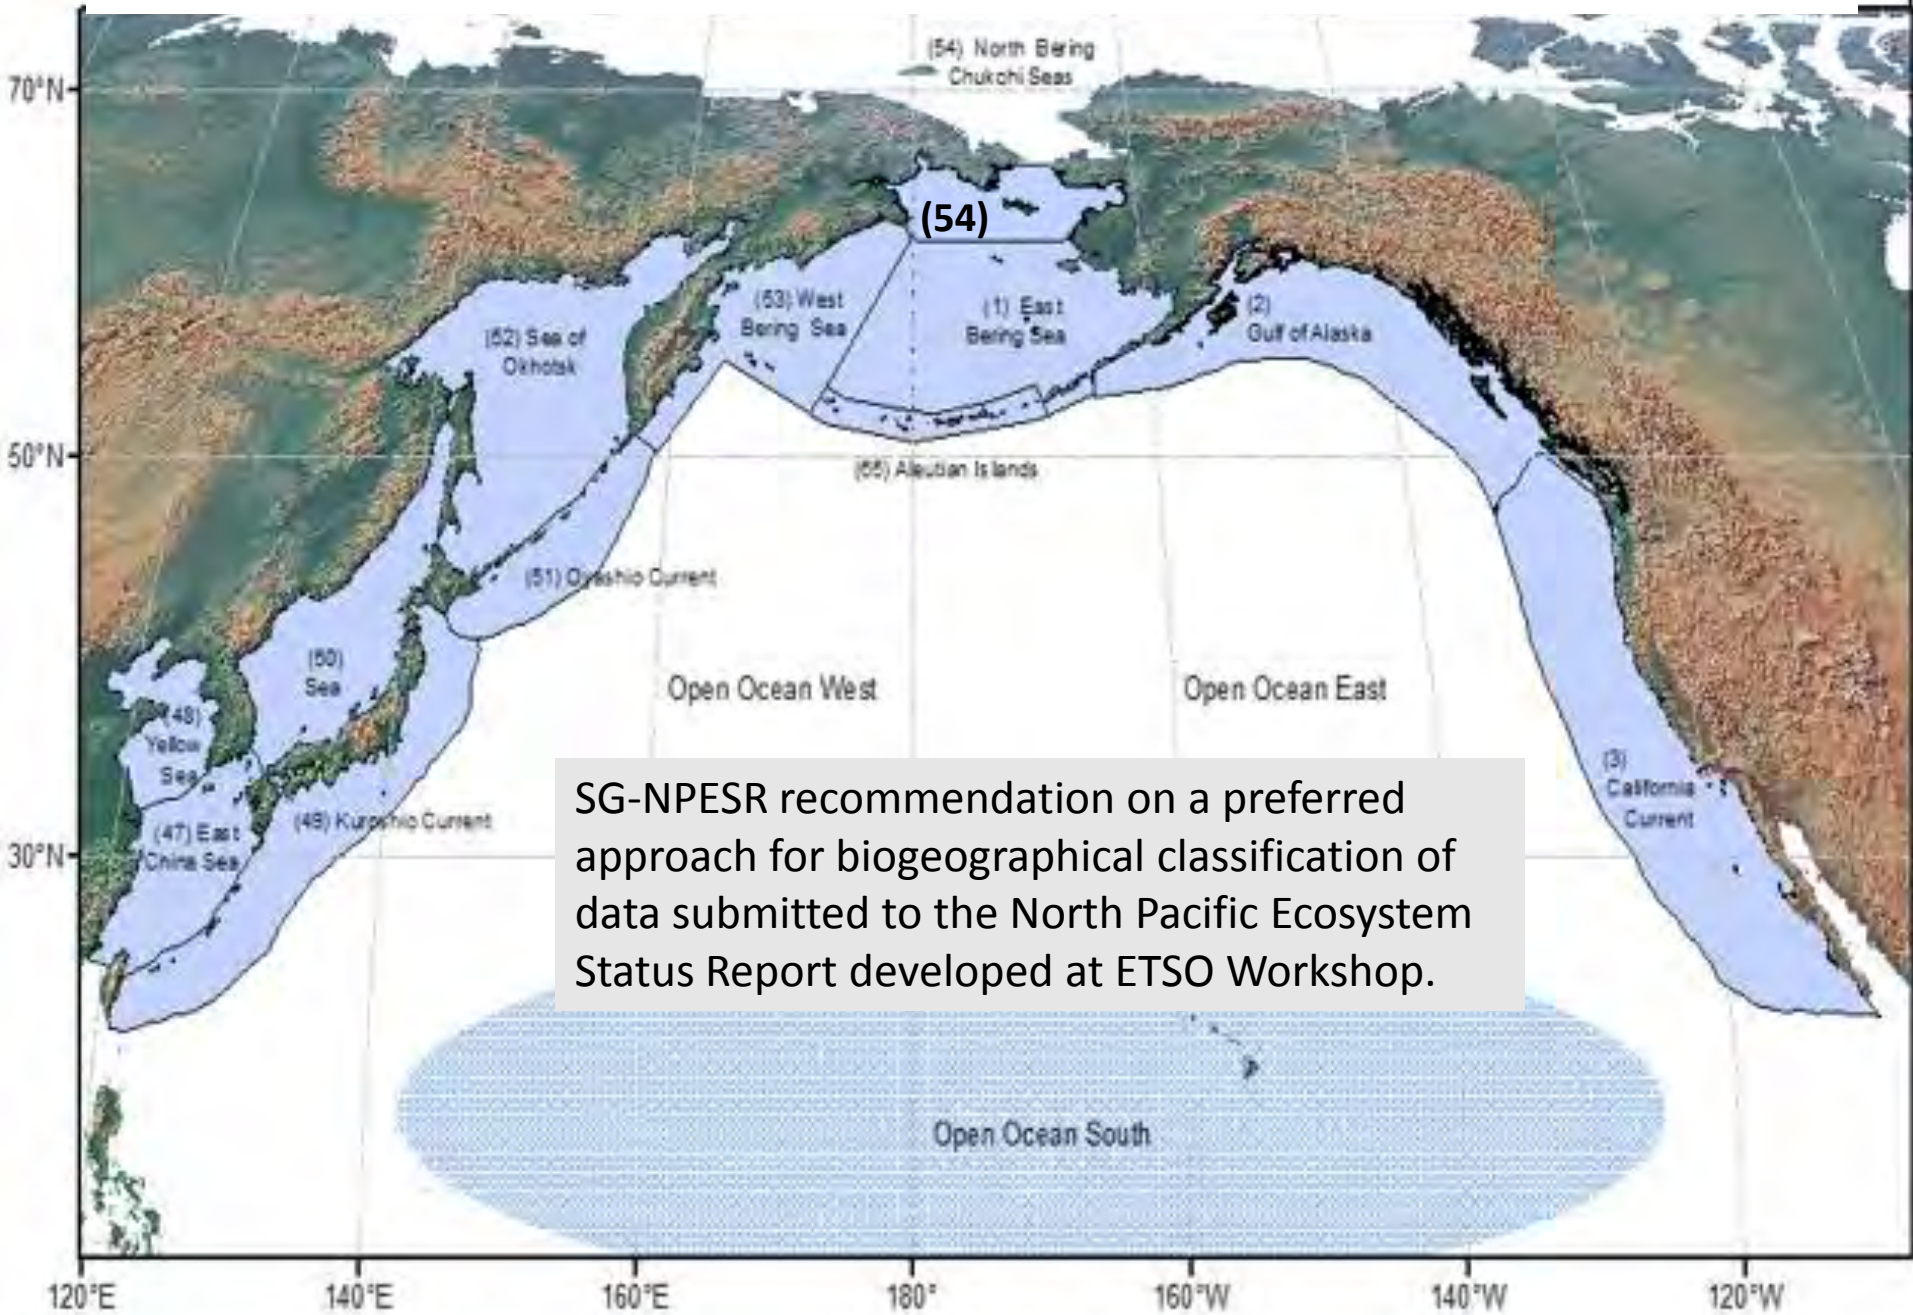 (54) North Bering
Chukchi Seas
70°N
(54)
(53) West
Bering Sea
(1) East
Bering Sea
(2)
Gulf of Alaska
(52) Sea of
Okhotsk
50°N
(55) Aleutian Islands
(51) Oyashio Current
(50)
Sea
Open Ocean West
Open Ocean East
(48)
Yellow
Sea
(3)
California
Current
(49) Kuroshio Current
(47) East
China Sea
30°N
SG-NPESR recommendation on a preferred
approach for biogeographical classification of
data submitted to the North Pacific Ecosystem
Status Report developed at ETSO Workshop.
Open Ocean South
120°E
140°E
160°E
180°
160°W
140°W
120°W